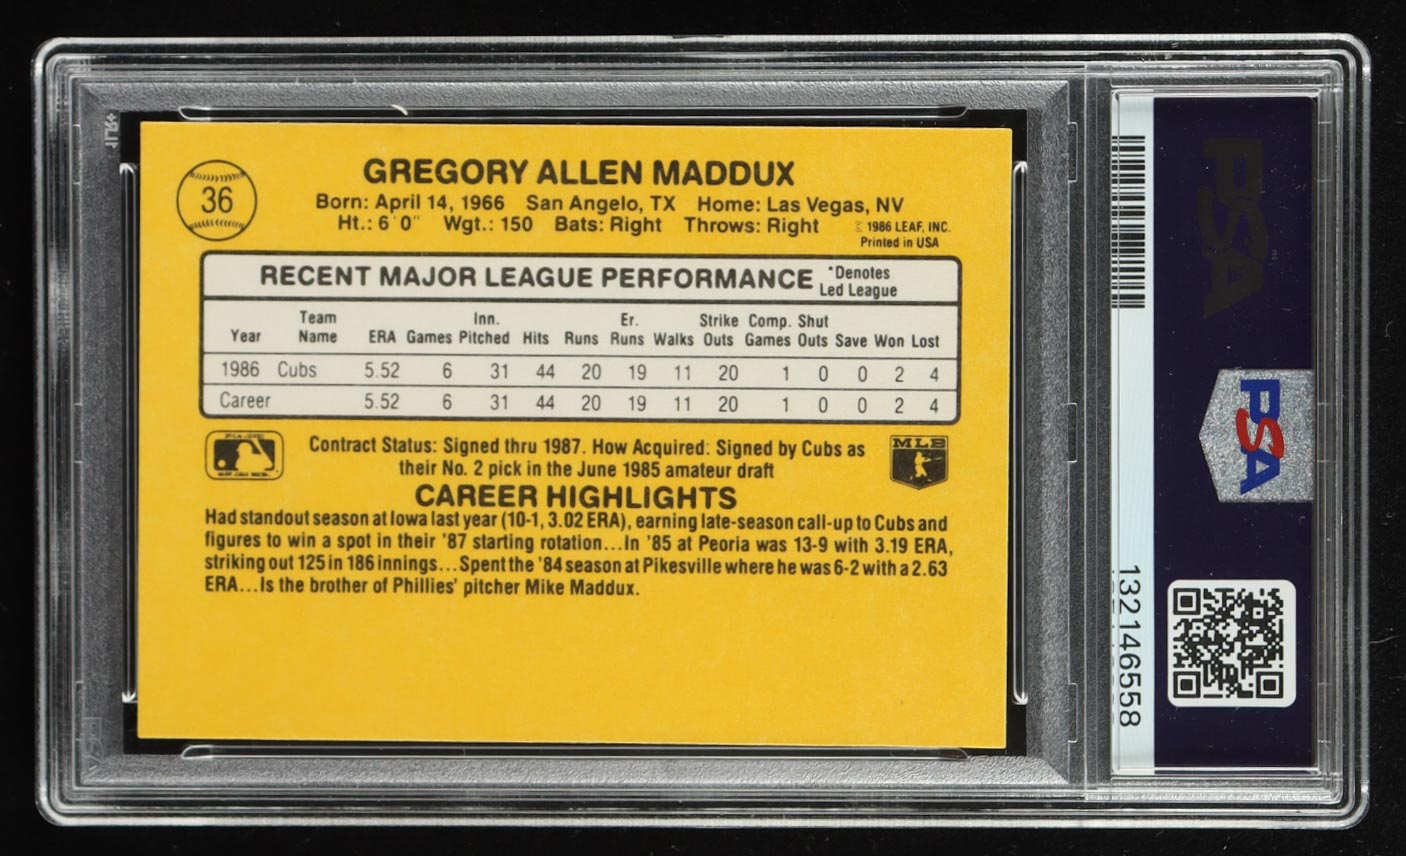 36
GREGORY ALLEN MADDUX
Born: April 14, 1966 San Angelo, TX Home: Las Vegas, NV
Ht.: 6'0" Wgt.: 150 Bats: Right Throws: Right
© 1986 LEAF, INC.
Printed in USA
RECENT MAJOR LEAGUE PERFORMANCE
*Denotes
Led League
Year Team Name ERA Games Inn. Pitched Hits Runs Er. Runs Walks Strike Outs Comp. Games Shut Outs Save Won Lost
1986 Cubs 5.52 6 31 44 20 19 11 20 1 0 0 2 4
Career 5.52 6 31 44 20 19 11 20 1 0 0 2 4
Contract Status: Signed thru 1987. How Acquired: Signed by Cubs as
their No. 2 pick in the June 1985 amateur draft
MLB
CAREER HIGHLIGHTS
Had standout season at Iowa last year (10-1, 3.02 ERA), earning late-season call-up to Cubs and
figures to win a spot in their '87 starting rotation...In '85 at Peoria was 13-9 with 3.19 ERA,
striking out 125 in 186 innings...Spent the '84 season at Pikesville where he was 6-2 with a 2.63
ERA...Is the brother of Phillies' pitcher Mike Maddux.
PSA
PSA
132146558